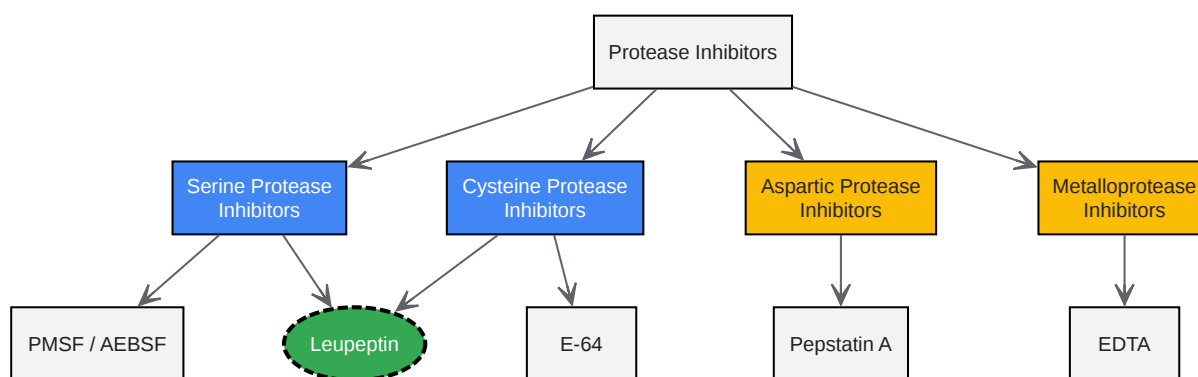 Protease Inhibitors
Serine Protease
Inhibitors
Cysteine Protease
Inhibitors
Aspartic Protease
Inhibitors
Metalloprotease
Inhibitors
PMSF / AEBSF
Leupeptin
E-64
Pepstatin A
EDTA